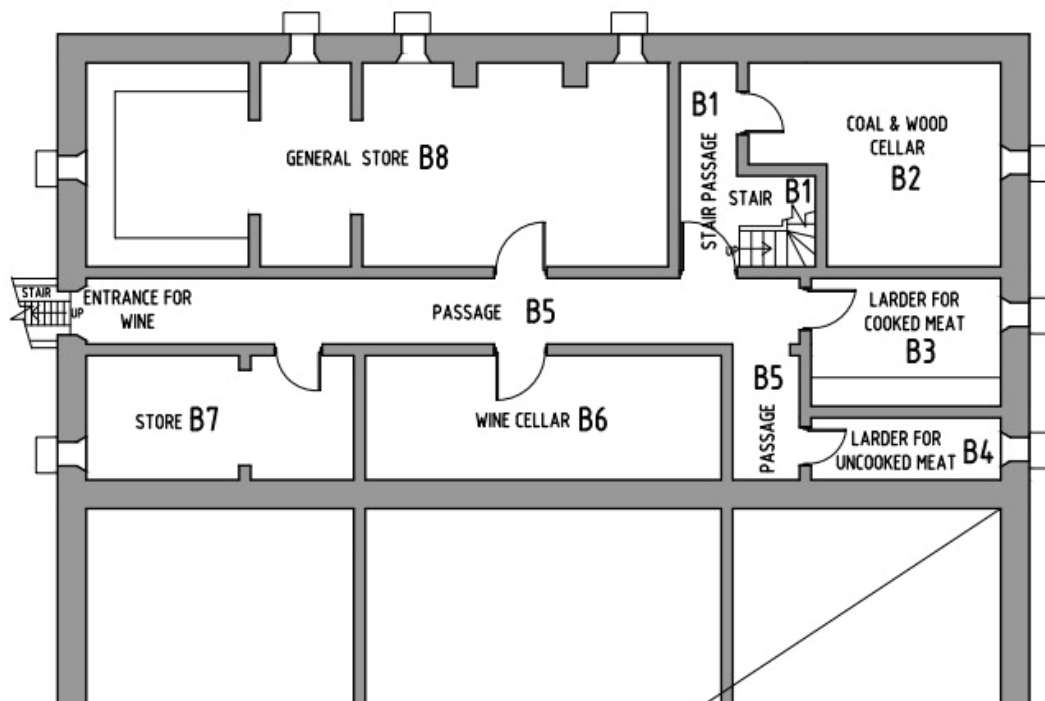 B1
COAL & WOOD
CELLAR
B2
GENERAL STORE B8
STAIR PASSAGE
STAIR B1
UP
STAIR
UP
ENTRANCE FOR
WINE
PASSAGE B5
LARDER FOR
COOKED MEAT
B3
B5
PASSAGE
STORE B7
WINE CELLAR B6
LARDER FOR
UNCOOKED MEAT B4